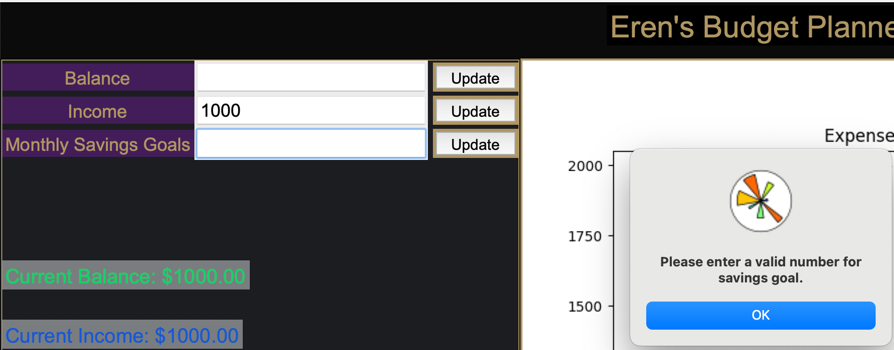 Eren's Budget Planne
Balance
Update
Income
1000
Update
Monthly Savings Goals
Update
Current Balance: $1000.00
Current Income: $1000.00
Expense
2000
1750
1500
Please enter a valid number for
savings goal.
OK